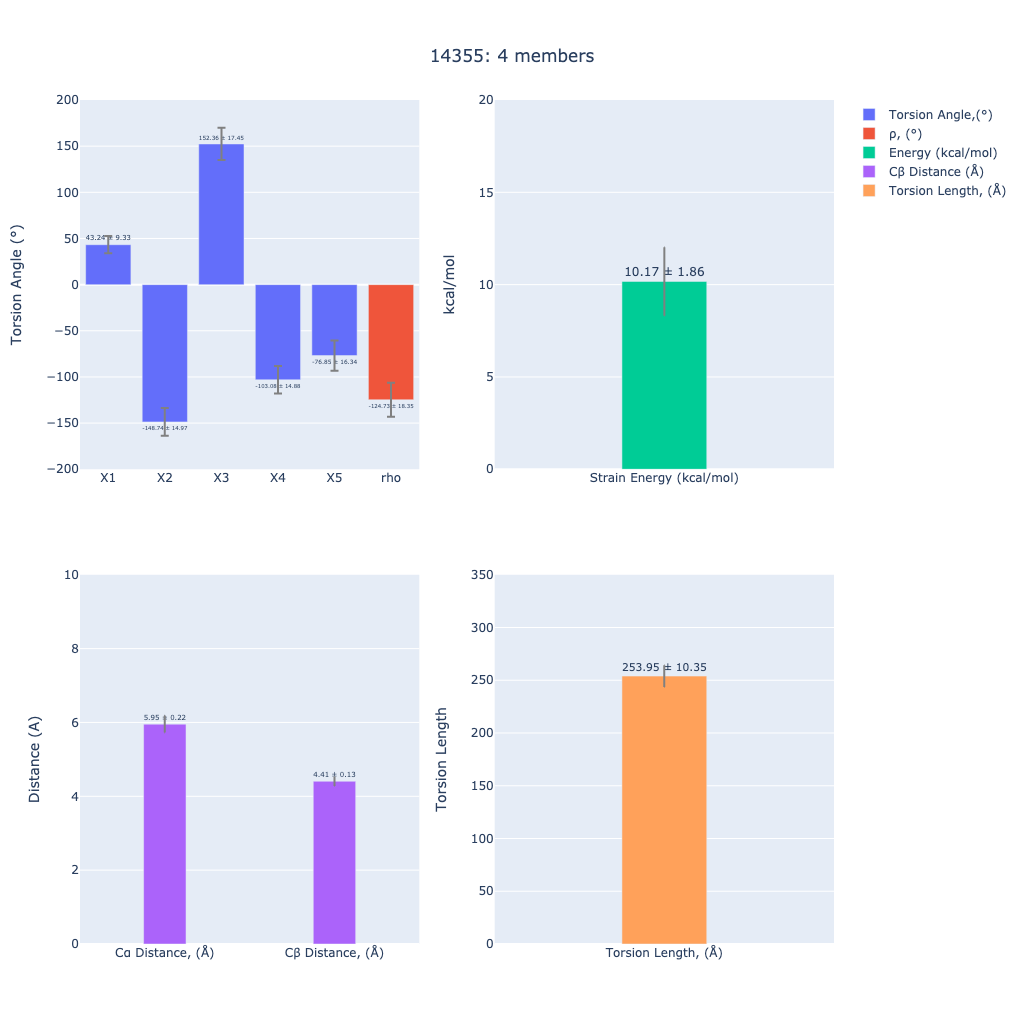 14355: 4 members
Torsion Angle (°)
200
150
100
50
0
−50
−100
−150
−200
43.24 ± 9.33
-148.74 ± 14.97
152.36 ± 17.45
-103.08 ± 14.88
-76.85 ± 16.34
-124.73 ± 18.35
X1
X2
X3
X4
X5
rho
kcal/mol
20
15
10
5
0
10.17 ± 1.86
Strain Energy (kcal/mol)
Torsion Angle,(°)
ρ, (°)
Energy (kcal/mol)
Cβ Distance (Å)
Torsion Length, (Å)
Distance (A)
10
8
6
4
2
0
5.95 ± 0.22
4.41 ± 0.13
Cα Distance, (Å)
Cβ Distance, (Å)
Torsion Length
350
300
250
200
150
100
50
0
253.95 ± 10.35
Torsion Length, (Å)